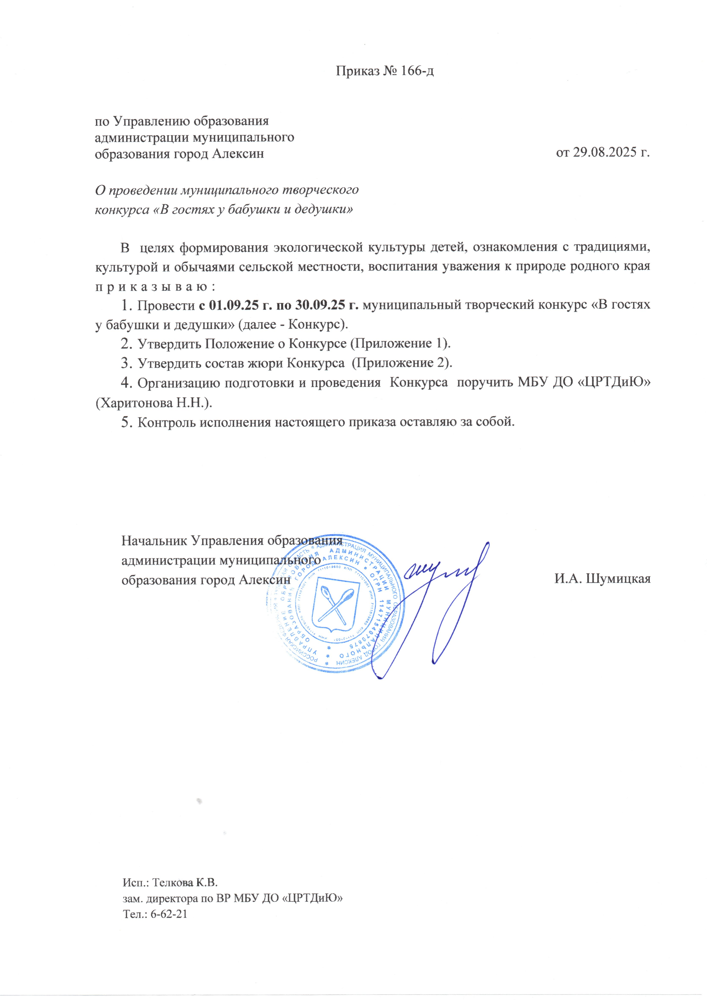 Приказ № 166-д
по Управлению образования
администрации муниципального
образования город Алексин
от 29.08.2025 г.
О проведении муниципального творческого
конкурса «В гостях у бабушки и дедушки»
В целях формирования экологической культуры детей, ознакомления с традициями,
культурой и обычаями сельской местности, воспитания уважения к природе родного края
п р и к а з ы в а ю :
1. Провести с 01.09.25 г. по 30.09.25 г. муниципальный творческий конкурс «В гостях
у бабушки и дедушки» (далее - Конкурс).
2. Утвердить Положение о Конкурсе (Приложение 1).
3. Утвердить состав жюри Конкурса (Приложение 2).
4. Организацию подготовки и проведения Конкурса поручить МБУ ДО «ЦРТДиЮ»
(Харитонова Н.Н.).
5. Контроль исполнения настоящего приказа оставляю за собой.
Начальник Управления образования
администрации муниципального
образования город Алексин
И.А. Шумицкая
АДМИНИСТРАЦИЯ МУНИЦИПАЛЬНОГО ОБРАЗОВАНИЯ ГОРОД АЛЕКСИН
УПРАВЛЕНИЕ ОБРАЗОВАНИЯ АДМИНИСТРАЦИИ МУНИЦИПАЛЬНОГО
ОБРАЗОВАНИЯ ГОРОД АЛЕКСИН * ОГРН 1147154070876
Исп.: Телкова К.В.
зам. директора по ВР МБУ ДО «ЦРТДиЮ»
Тел.: 6-62-21